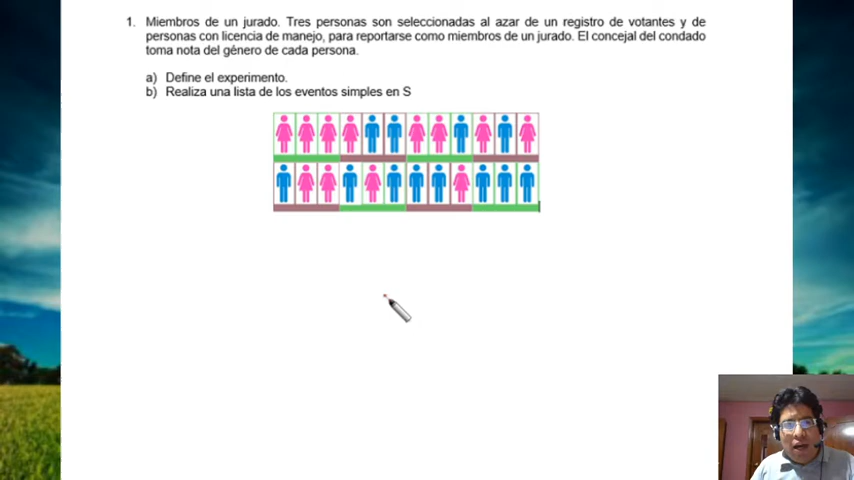 1. Miembros de un jurado. Tres personas son seleccionadas al azar de un registro de votantes y de
personas con licencia de manejo, para reportarse como miembros de un jurado. El concejal del condado
toma nota del género de cada persona.
a) Define el experimento.
b) Realiza una lista de los eventos simples en S